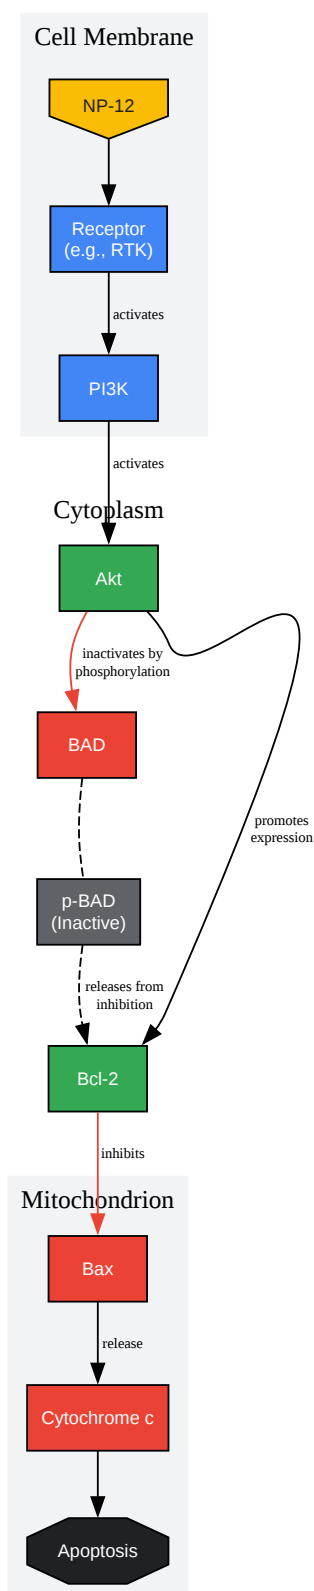 Cell Membrane
NP-12
Receptor
(e.g., RTK)
activates
PI3K
activates
Cytoplasm
Akt
inactivates by
phosphorylation
BAD
promotes
expression
p-BAD
(Inactive)
releases from
inhibition
Bcl-2
inhibits
Mitochondrion
Bax
release
Cytochrome c
Apoptosis